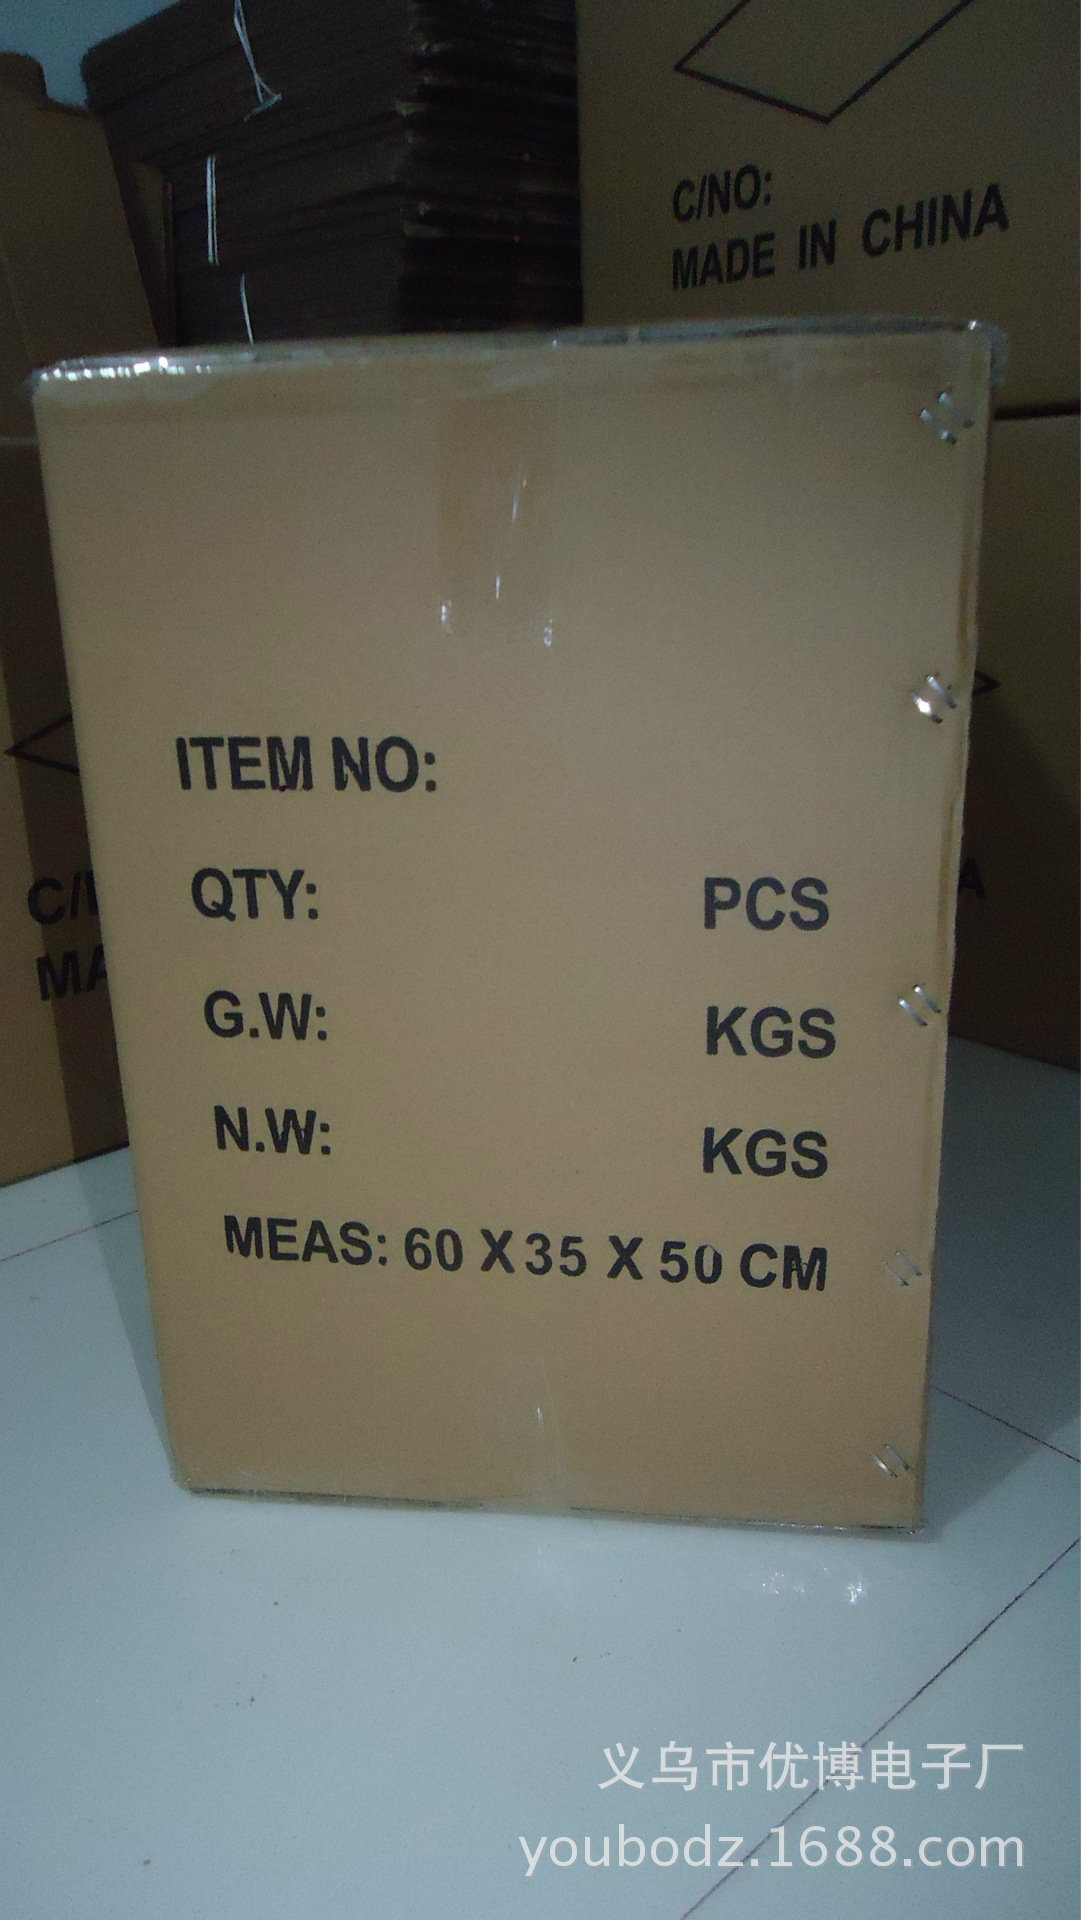 C/NO:
MADE IN CHINA
ITEM NO:
QTY: PCS
G.W: KGS
N.W: KGS
MEAS: 60 X 35 X 50 CM
义乌市优博电子厂
youbodz.1688.com